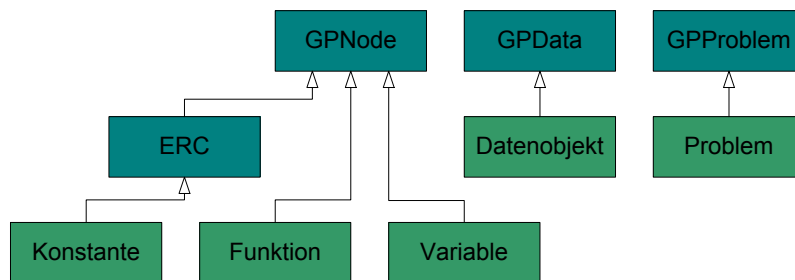 GPNode
GPData
GPProblem
ERC
Datenobjekt
Problem
Konstante
Funktion
Variable